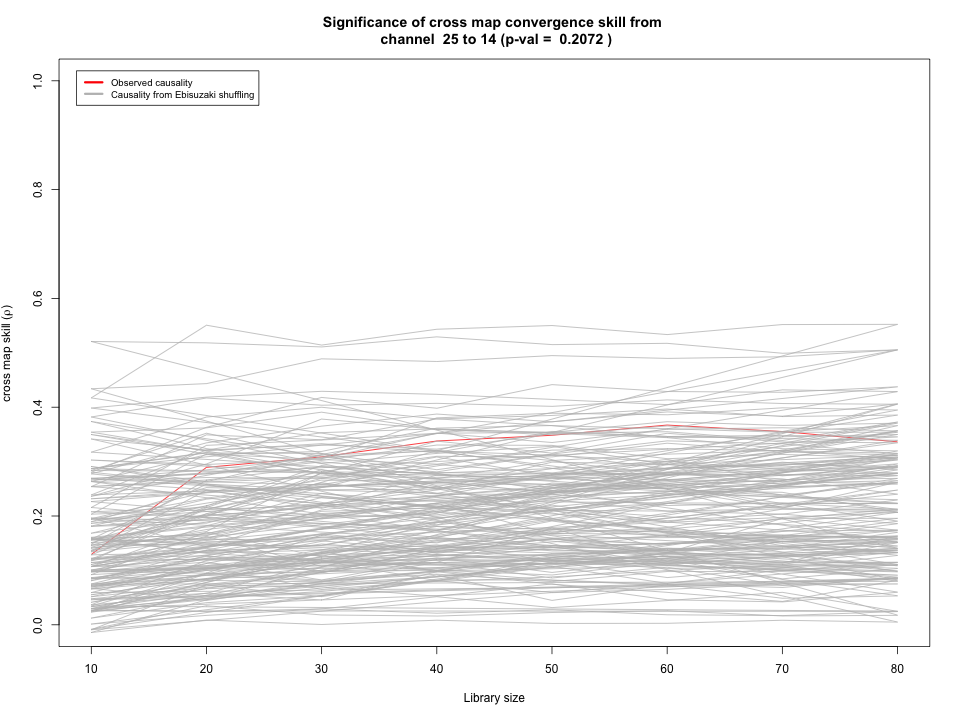 Significance of cross map convergence skill from
channel  25 to 14 (p-val =  0.2072 )
Observed causality
Causality from Ebisuzaki shuffling
cross map skill (ρ)
1.0
0.8
0.6
0.4
0.2
0.0
10 20 30 40 50 60 70 80
Library size